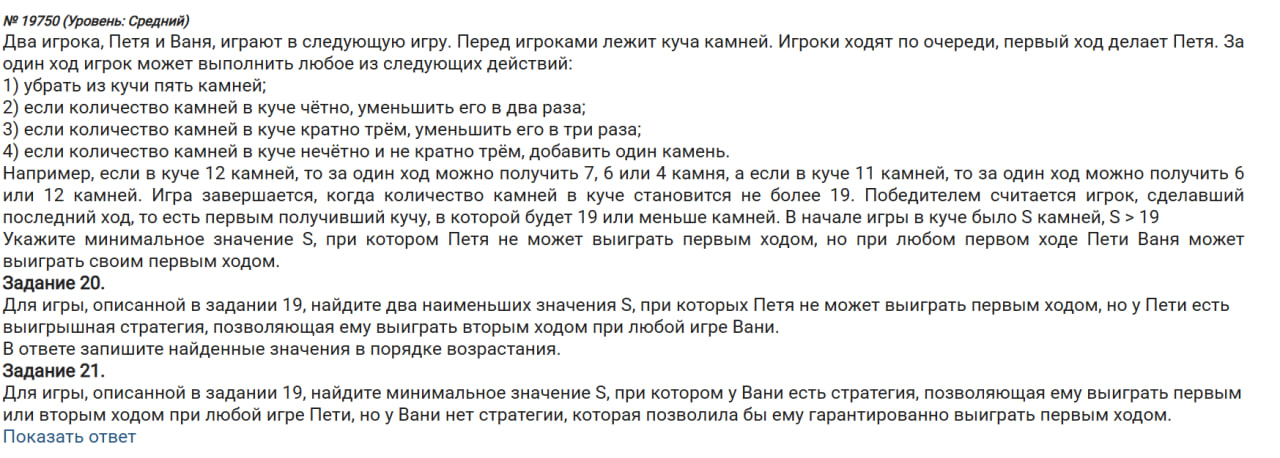 № 19750 (Уровень: Средний)
Два игрока, Петя и Ваня, играют в следующую игру. Перед игроками лежит куча камней. Игроки ходят по очереди, первый ход делает Петя. За
один ход игрок может выполнить любое из следующих действий:
1) убрать из кучи пять камней;
2) если количество камней в куче чётно, уменьшить его в два раза;
3) если количество камней в куче кратно трём, уменьшить его в три раза;
4) если количество камней в куче нечётно и не кратно трём, добавить один камень.
Например, если в куче 12 камней, то за один ход можно получить 7, 6 или 4 камня, а если в куче 11 камней, то за один ход можно получить 6
или 12 камней. Игра завершается, когда количество камней в куче становится не более 19. Победителем считается игрок, сделавший
последний ход, то есть первым получивший кучу, в которой будет 19 или меньше камней. В начале игры в куче было S камней, S > 19
Укажите минимальное значение S, при котором Петя не может выиграть первым ходом, но при любом первом ходе Пети Ваня может
выиграть своим первым ходом.
Задание 20.
Для игры, описанной в задании 19, найдите два наименьших значения S, при которых Петя не может выиграть первым ходом, но у Пети есть
выигрышная стратегия, позволяющая ему выиграть вторым ходом при любой игре Вани.
В ответе запишите найденные значения в порядке возрастания.
Задание 21.
Для игры, описанной в задании 19, найдите минимальное значение S, при котором у Вани есть стратегия, позволяющая ему выиграть первым
или вторым ходом при любой игре Пети, но у Вани нет стратегии, которая позволила бы ему гарантированно выиграть первым ходом.
Показать ответ